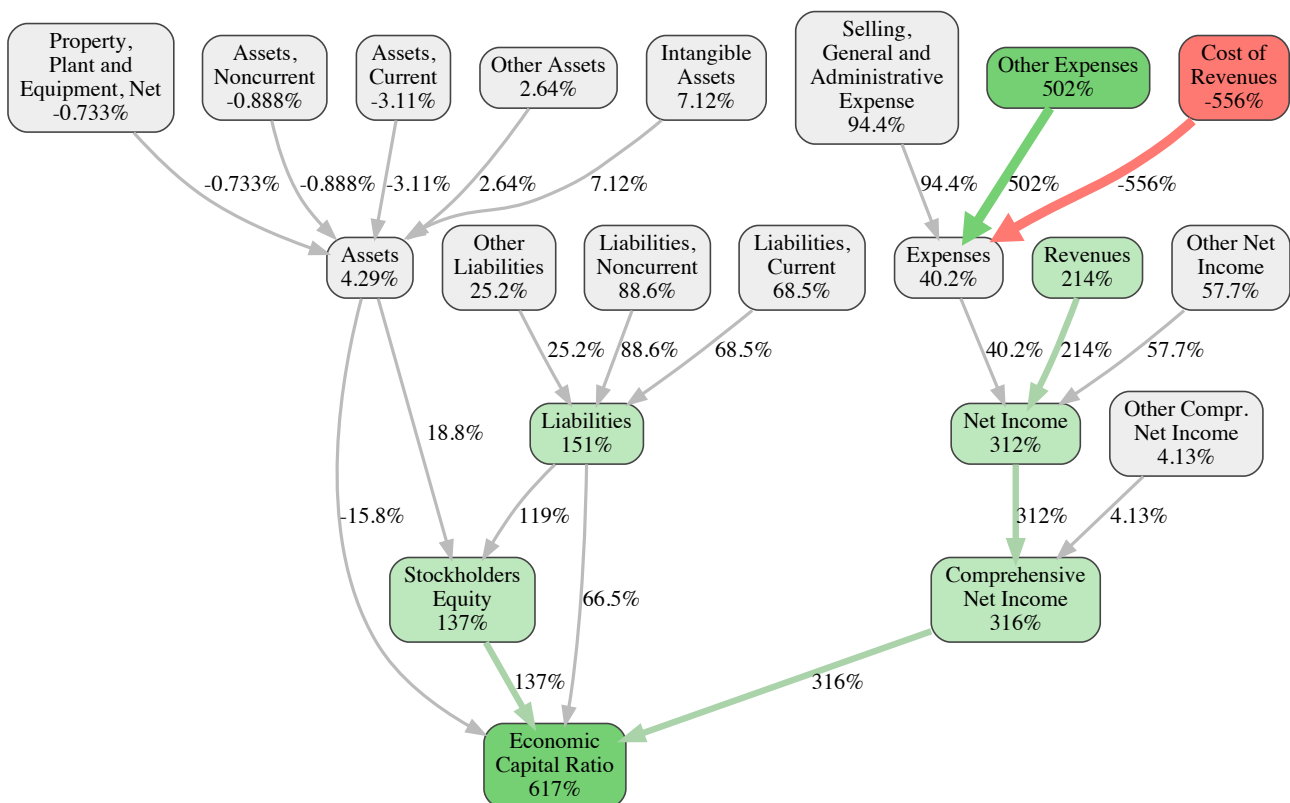 Property,
Plant and
Equipment, Net
-0.733%
Assets,
Noncurrent
-0.888%
Assets,
Current
-3.11%
Other Assets
2.64%
Intangible
Assets
7.12%
Selling,
General and
Administrative
Expense
94.4%
Other Expenses
502%
Cost of
Revenues
-556%
-0.733%
-0.888%
-3.11%
2.64%
7.12%
94.4%
502%
-556%
Assets
4.29%
Other
Liabilities
25.2%
Liabilities,
Noncurrent
88.6%
Liabilities,
Current
68.5%
Expenses
40.2%
Revenues
214%
Other Net
Income
57.7%
25.2%
88.6%
68.5%
40.2%
214%
57.7%
18.8%
Liabilities
151%
Net Income
312%
Other Compr.
Net Income
4.13%
-15.8%
119%
312%
4.13%
Stockholders
Equity
137%
66.5%
Comprehensive
Net Income
316%
137%
316%
Economic
Capital Ratio
617%